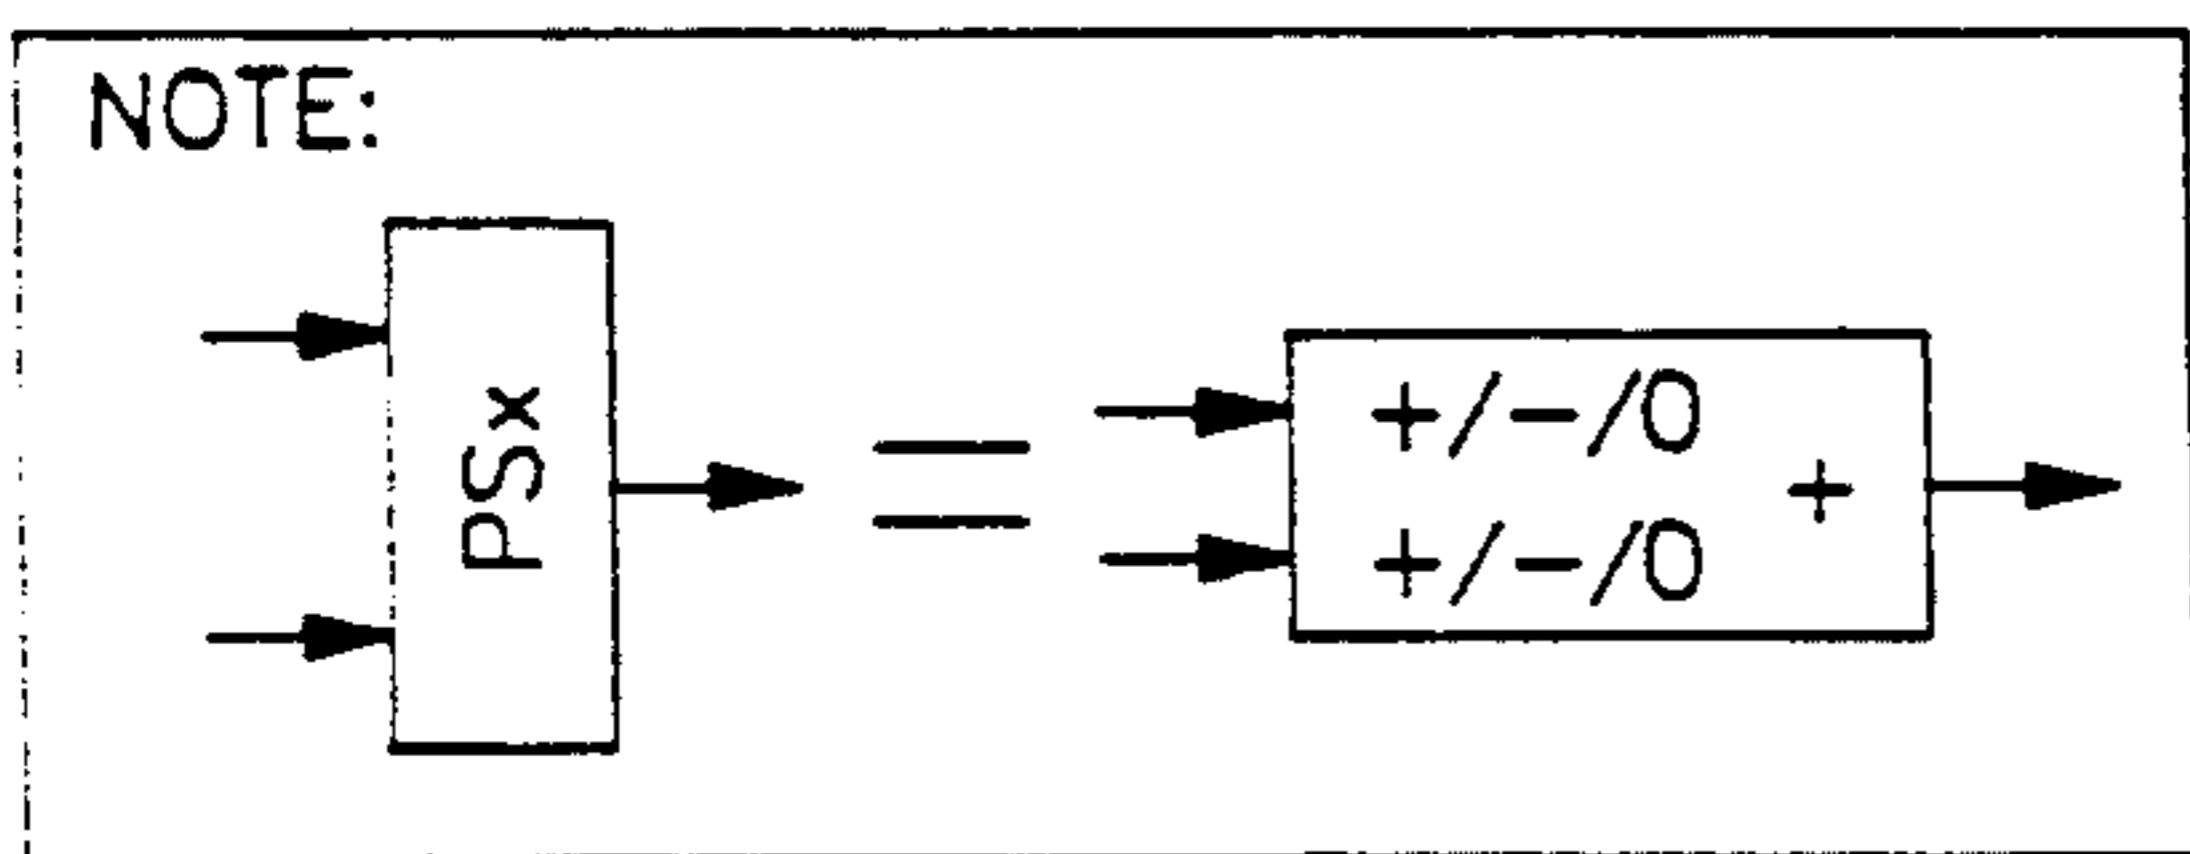 NOTE:
PSx
=
+/-/0
+
+/-/0